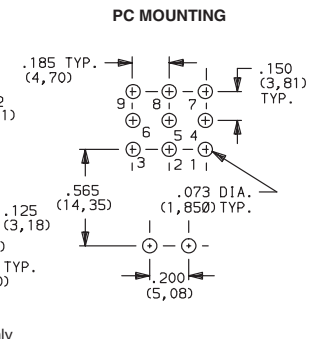 PC MOUNTING
.185 TYP.
(4,70)
.150
(3,81)
TYP.
9 8 7
6 5 4
3 2 1
.565
(14,35)
.073 DIA.
(1,850) TYP.
.125
(3,18)
TYP.
.200
(5,08)